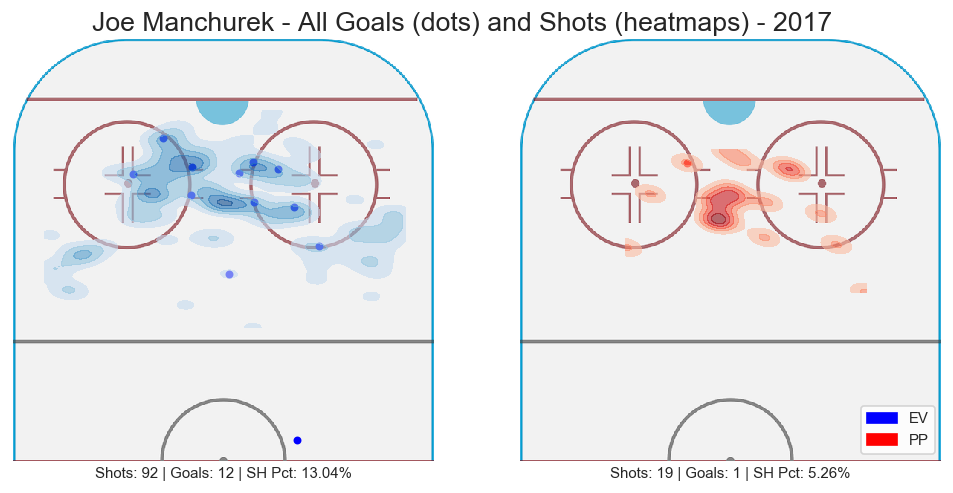 Joe Manchurek - All Goals (dots) and Shots (heatmaps) - 2017
EV
PP
Shots: 92 | Goals: 12 | SH Pct: 13.04%
Shots: 19 | Goals: 1 | SH Pct: 5.26%